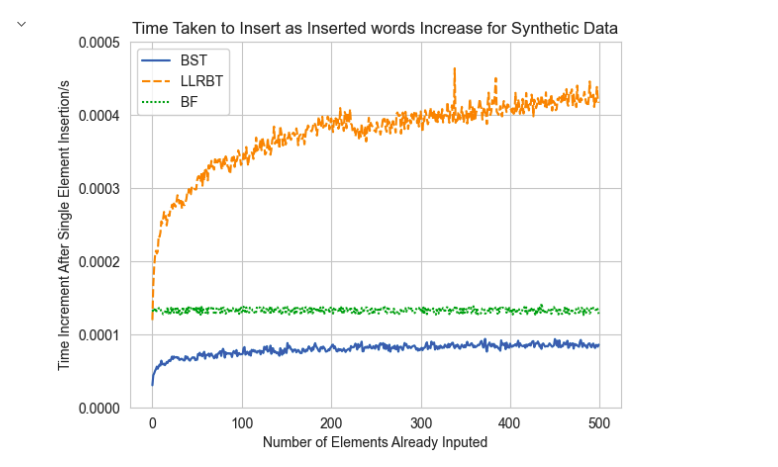 Time Taken to Insert as Inserted words Increase for Synthetic Data
0.0005
BST
LLRBT
BF
0.0004
0.0003
0.0002
0.0001
0.0000
Time Increment After Single Element Insertion/s
0 100 200 300 400 500
Number of Elements Already Inputed